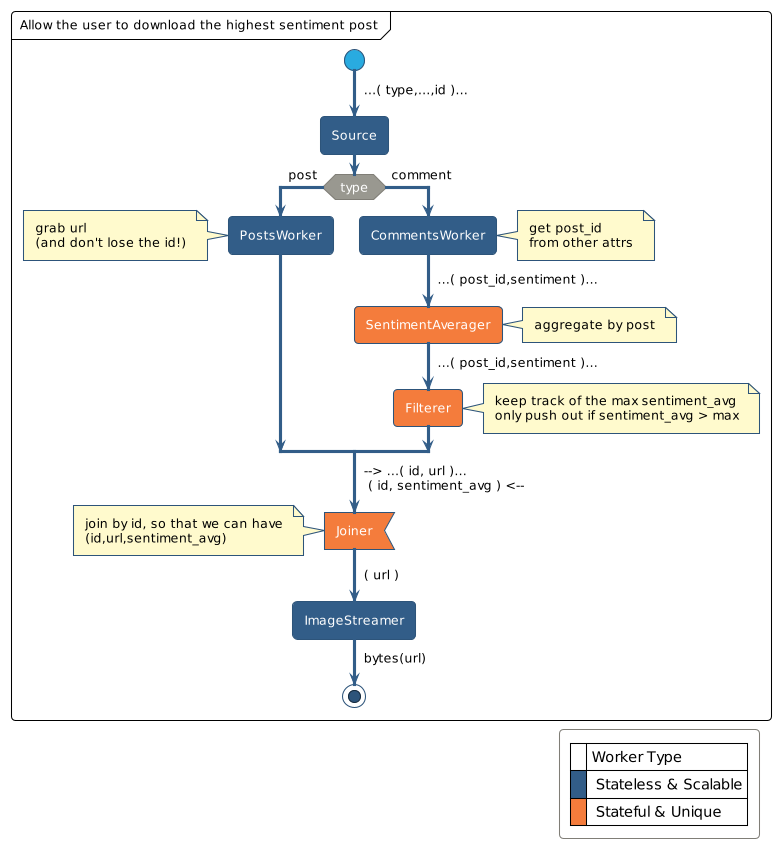 Allow the user to download the highest sentiment post
...( type,...,id )...
Source
type
post
comment
grab url
(and don't lose the id!)
PostsWorker
CommentsWorker
get post_id
from other attrs
...( post_id,sentiment )...
SentimentAverager
aggregate by post
...( post_id,sentiment )...
Filterer
keep track of the max sentiment_avg
only push out if sentiment_avg > max
--> ...( id, url )...
( id, sentiment_avg ) <--
join by id, so that we can have
(id,url,sentiment_avg)
Joiner
( url )
ImageStreamer
bytes(url)
Worker Type
Stateless & Scalable
Stateful & Unique